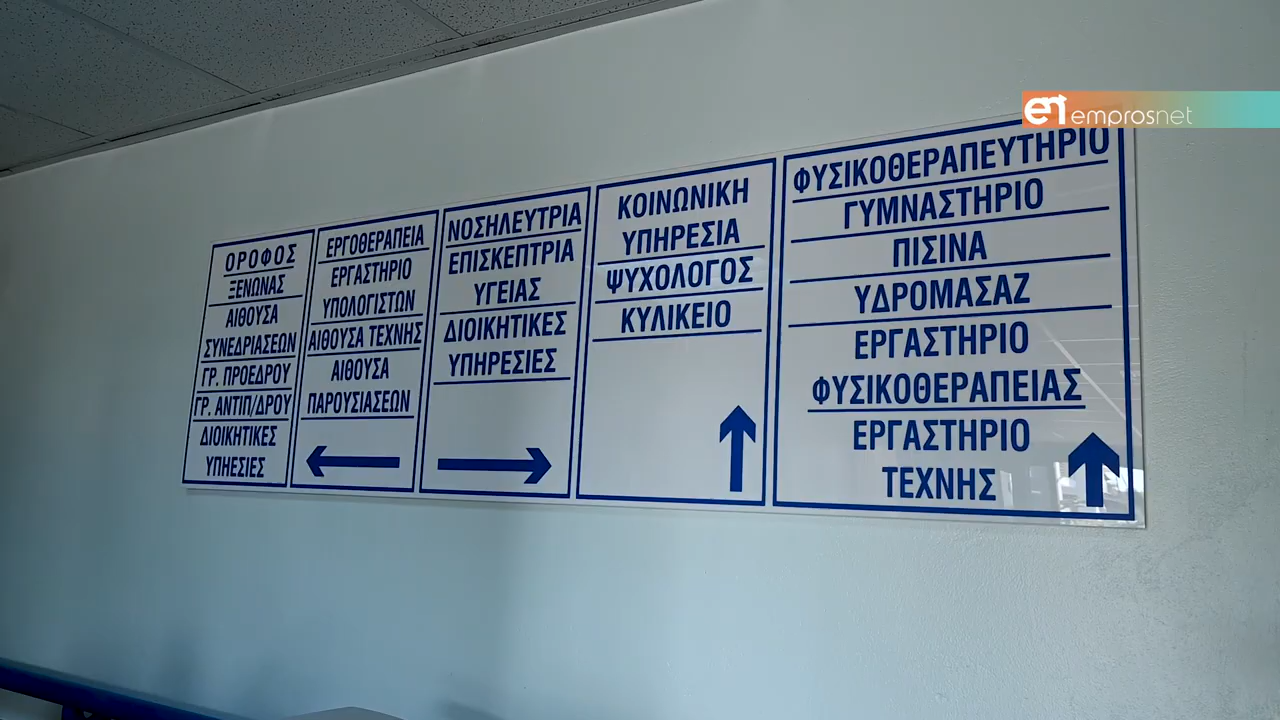 ΟΡΟΦΟΣ
ΞΕΝΩΝΑΣ
ΑΙΘΟΥΣΑ
ΣΥΝΕΔΡΙΑΣΕΩΝ
ΓΡ. ΠΡΟΕΔΡΟΥ
ΓΡ. ΑΝΤΙΠ/ΔΡΟΥ
ΔΙΟΙΚΗΤΙΚΕΣ
ΥΠΗΕΣΙΕΣ
ΕΡΓΟΘΕΡΑΠΕΙΑ
ΕΡΓΑΣΤΗΡΙΟ
ΥΠΟΛΟΓΙΣΤΩΝ
ΑΙΘΟΥΣΑ ΤΕΧΝΗΣ
ΑΙΘΟΥΣΑ
ΠΑΡΟΥΣΙΑΣΕΩΝ
ΝΟΣΗΛΕΥΤΡΙΑ
ΕΠΙΣΚΕΠΤΡΙΑ
ΥΓΕΙΑΣ
ΔΙΟΙΚΗΤΙΚΕΣ
ΥΠΗΡΕΣΙΕΣ
ΚΟΙΝΩΝΙΚΗ
ΥΠΗΡΕΣΙΑ
ΨΥΧΟΛΟΓΟΣ
ΚΥΛΙΚΕΙΟ
ΦΥΣΙΚΟΘΕΡΑΠΕΥΤΗΡΙΟ
ΓΥΜΝΑΣΤΗΡΙΟ
ΠΙΣΙΝΑ
ΥΔΡΟΜΑΣΑΖ
ΕΡΓΑΣΤΗΡΙΟ
ΦΥΣΙΚΟΘΕΡΑΠΕΙΑΣ
ΕΡΓΑΣΤΗΡΙΟ
ΤΕΧΝΗΣ
en emprosnet